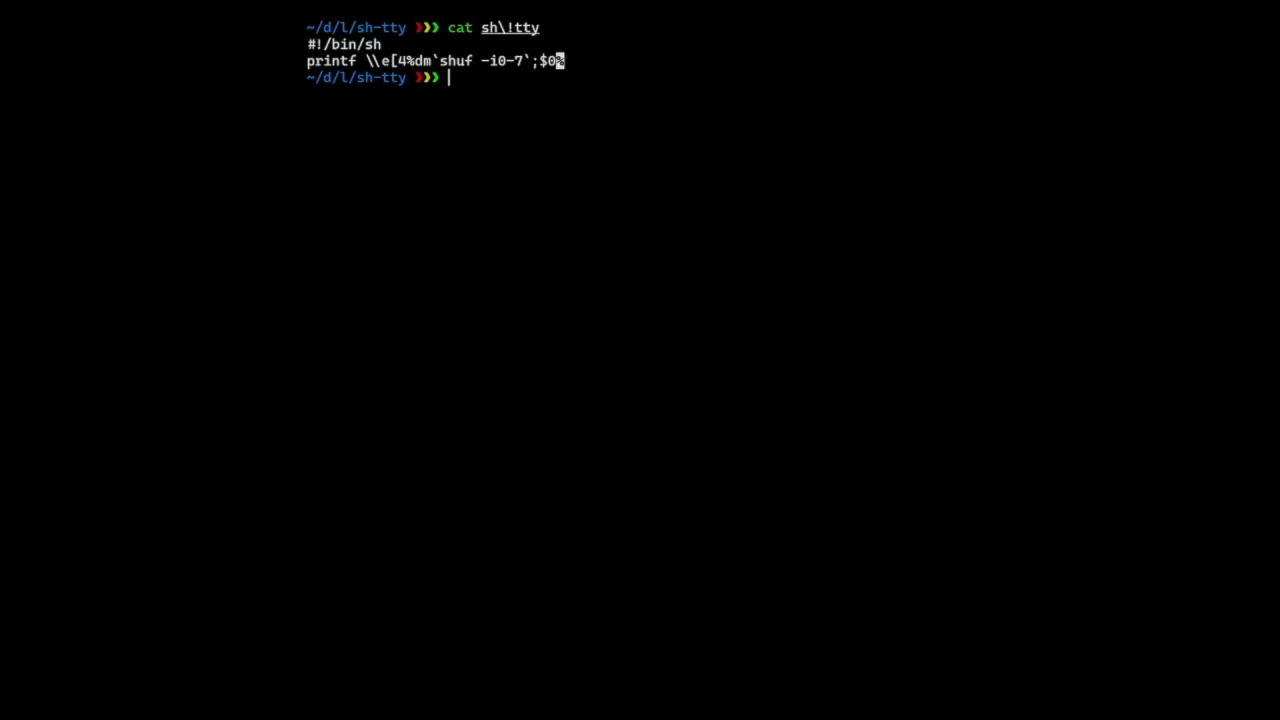 ~/d/l/sh-tty ❯❯❯ cat sh\!tty
#!/bin/sh
printf \\e[4%dm`shuf -i0-7`;$0%
~/d/l/sh-tty ❯❯❯